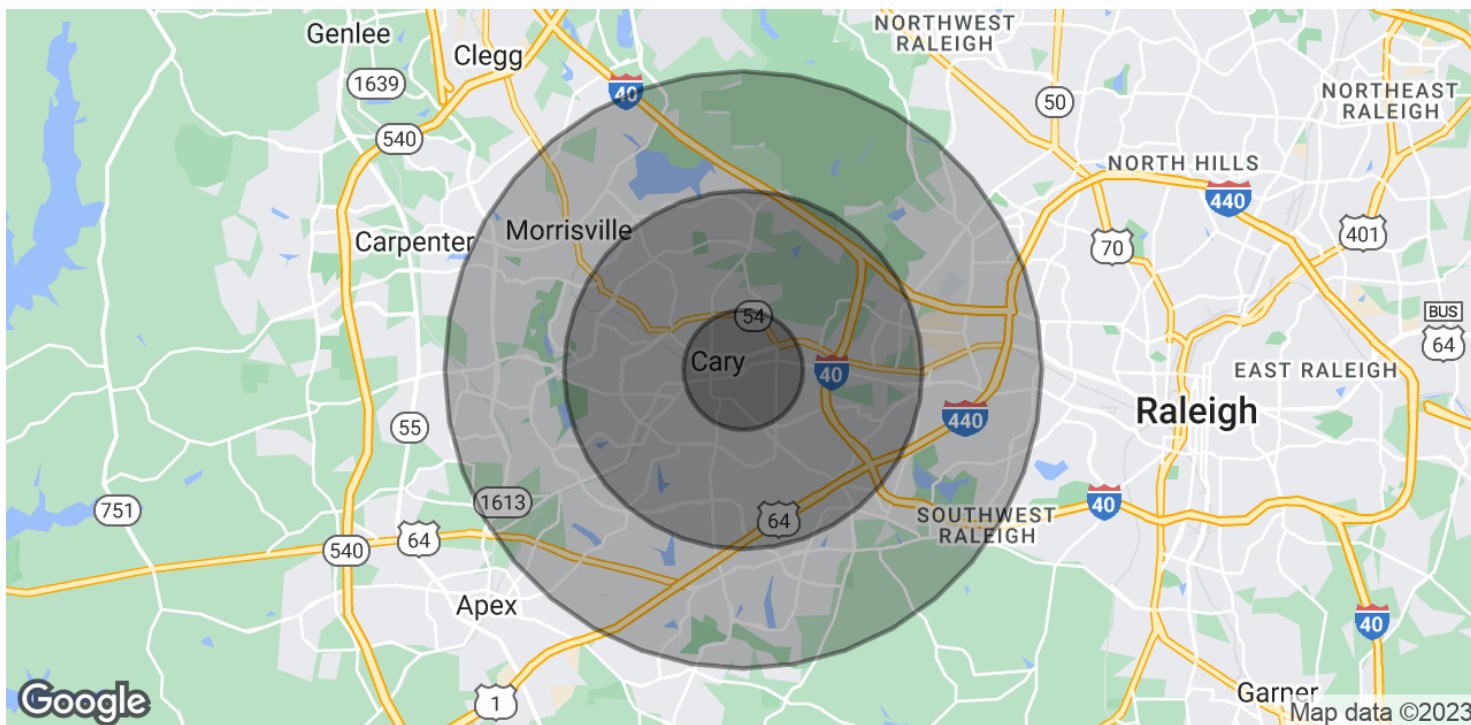 NORTHWEST
RALEIGH
Genlee
Clegg
1639
40
50
NORTHEAST
RALEIGH
540
NORTH HILLS
440
Morrisville
Carpenter
70
401
54
BUS
64
Cary
40
EAST RALEIGH
Raleigh
55
440
1613
751
64
40
SOUTHWEST
RALEIGH
64
540
Apex
40
Google
1
Garner
Map data ©2023